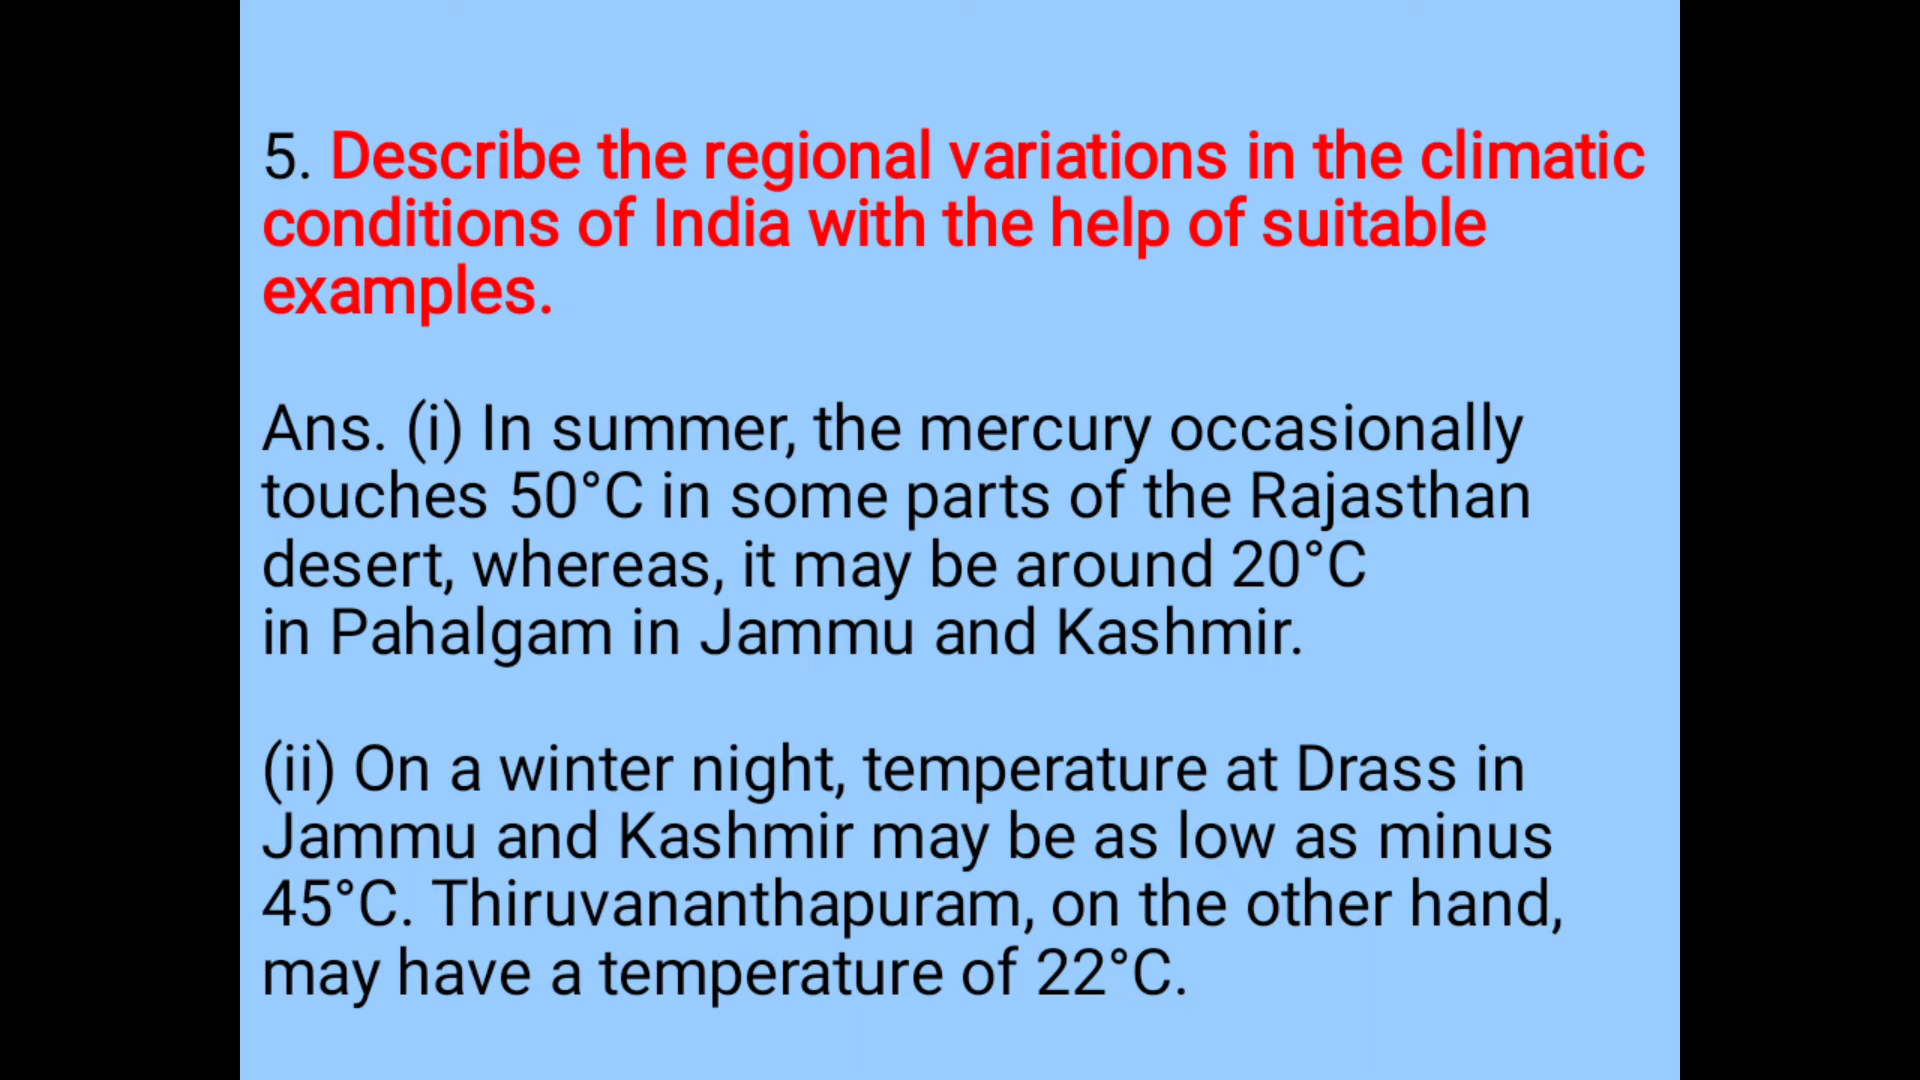 5. Describe the regional variations in the climatic
conditions of India with the help of suitable
examples.
Ans. (i) In summer, the mercury occasionally
touches 50°C in some parts of the Rajasthan
desert, whereas, it may be around 20°C
in Pahalgam in Jammu and Kashmir.
(ii) On a winter night, temperature at Drass in
Jammu and Kashmir may be as low as minus
45°C. Thiruvananthapuram, on the other hand,
may have a temperature of 22°C.